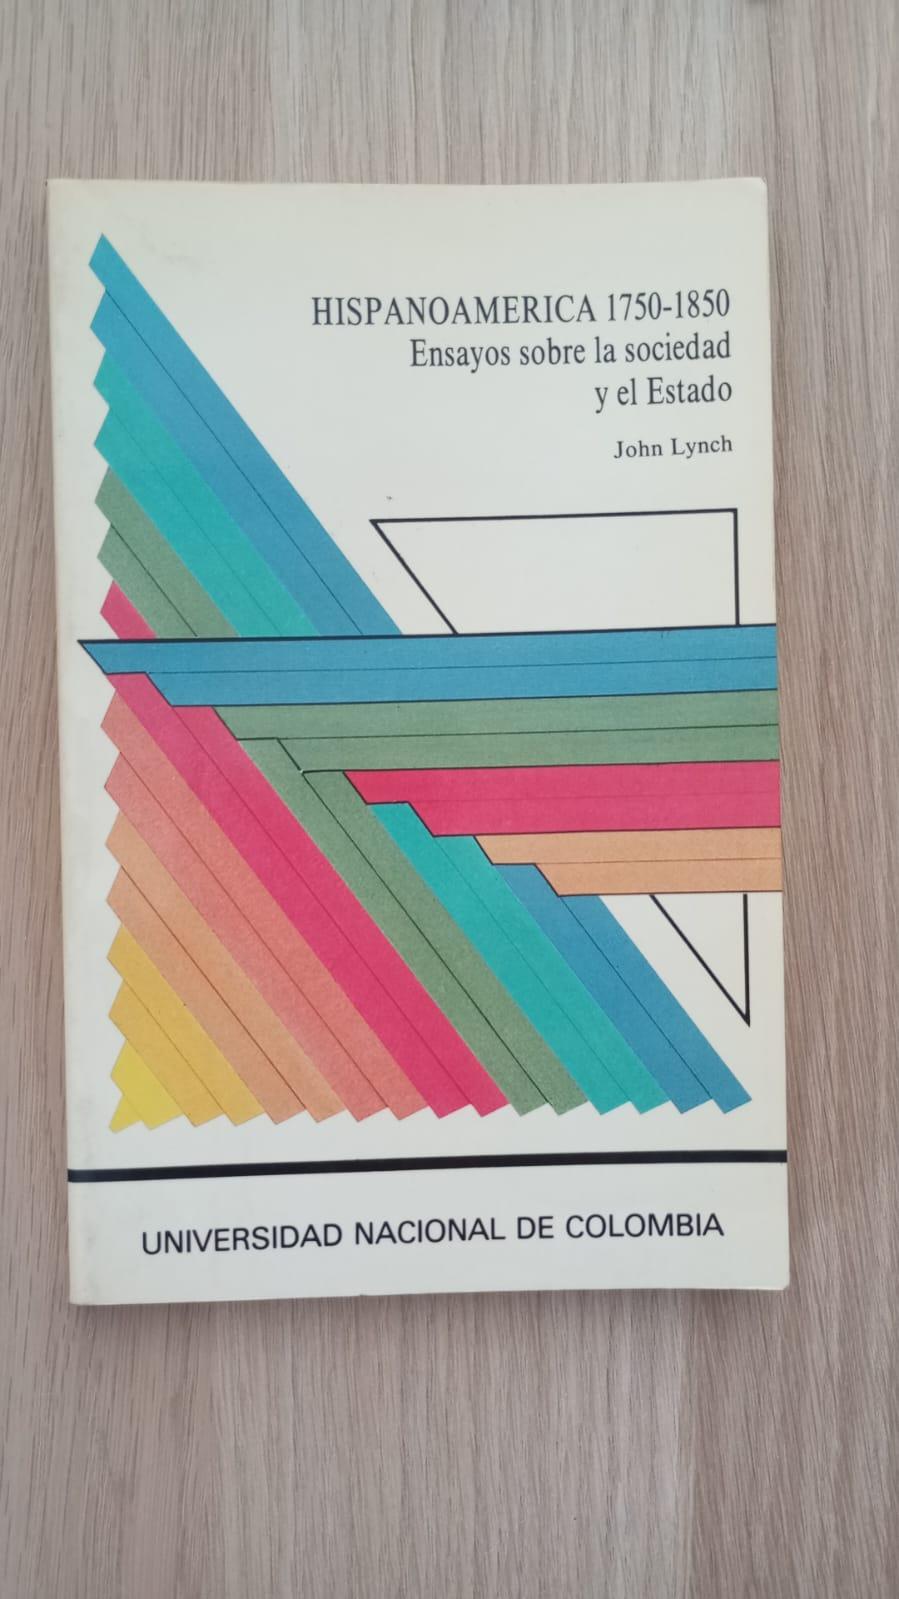 HISPANOAMERICA 1750-1850
Ensayos sobre la sociedad
y el Estado
John Lynch
UNIVERSIDAD NACIONAL DE COLOMBIA